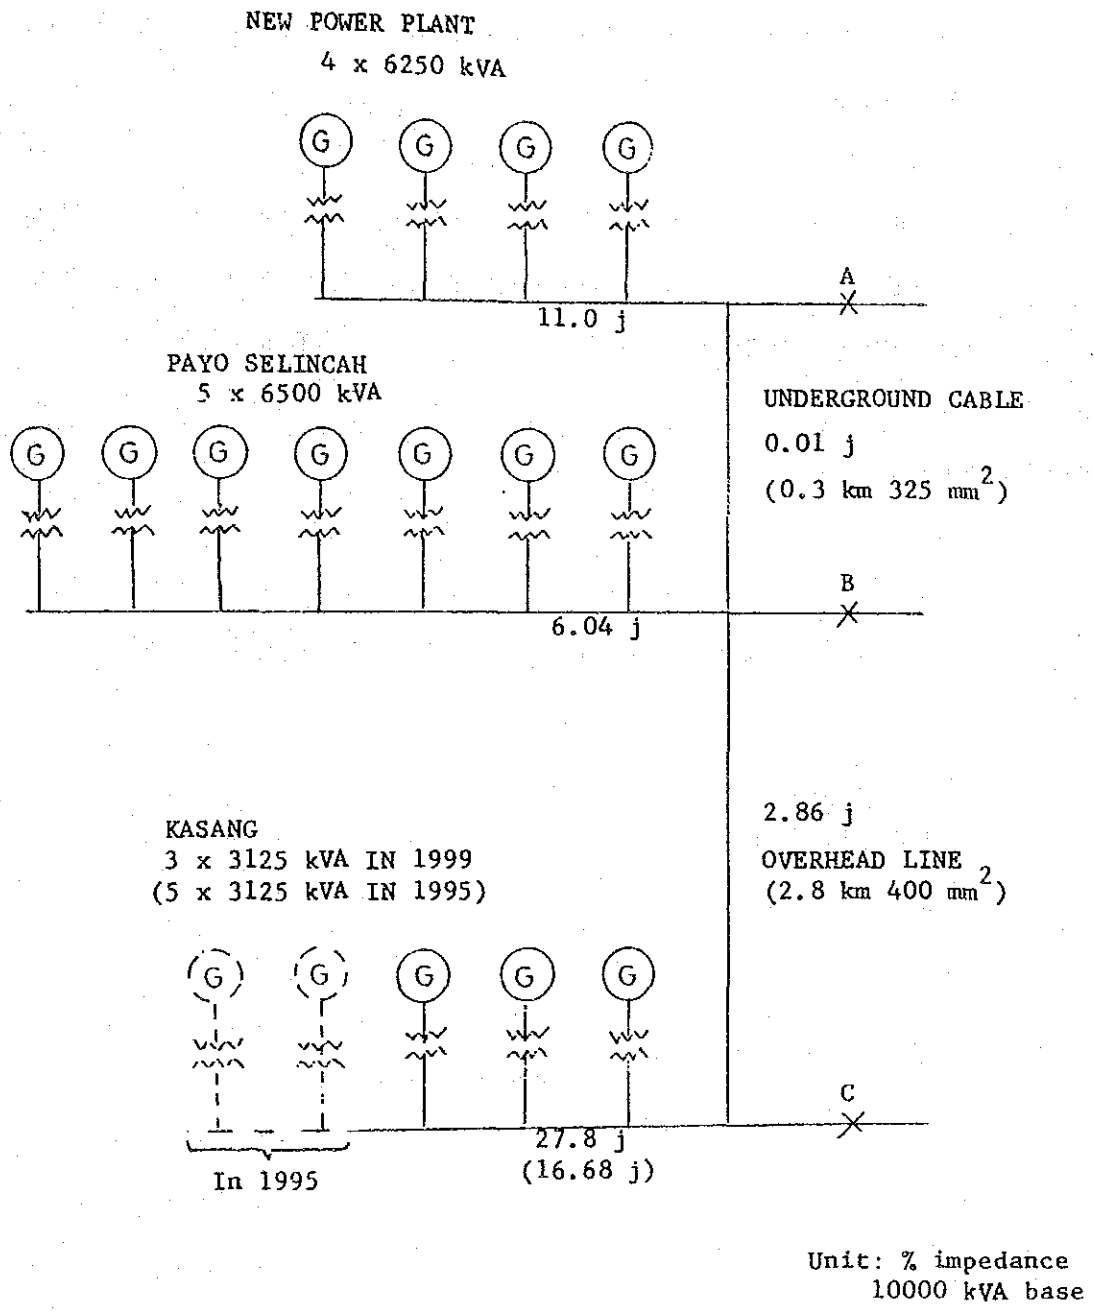 NEW POWER PLANT
4 x 6250 kVA
G G G G
A
11.0 j
PAYO SELINCAH
5 x 6500 kVA
UNDERGROUND CABLE
0.01 j
(0.3 km 325 mm²)
G G G G G G G
B
6.04 j
2.86 j
OVERHEAD LINE
(2.8 km 400 mm²)
KASANG
3 x 3125 kVA IN 1999
(5 x 3125 kVA IN 1995)
G G G G G
C
27.8 j
(16.68 j)
In 1995
Unit: % impedance
10000 kVA base